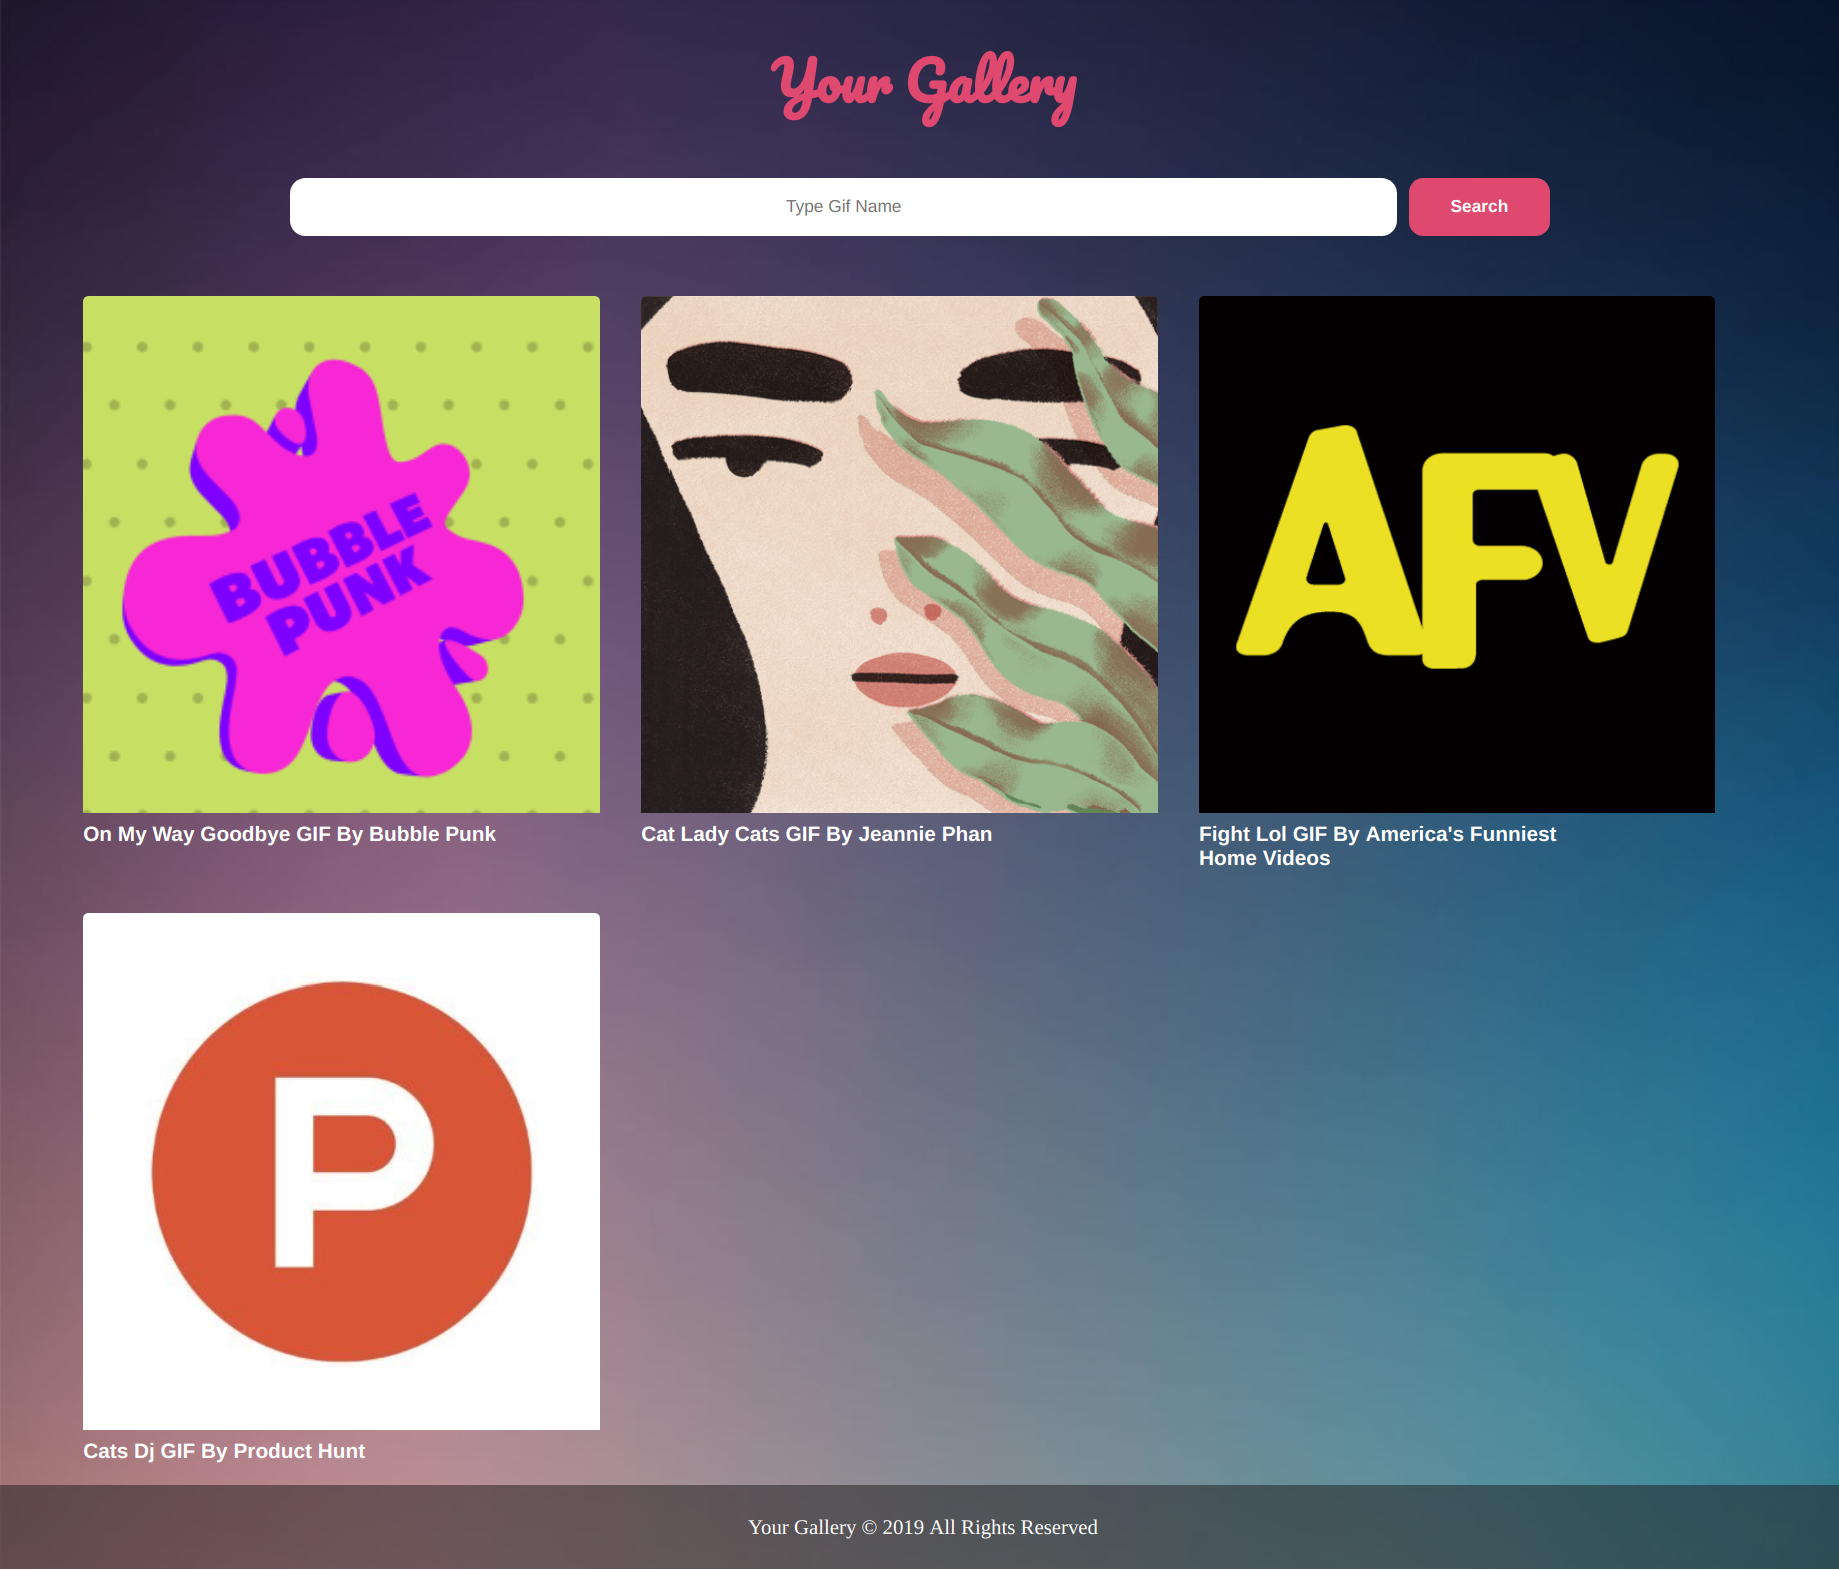 Your Gallery
Type Gif Name
Search
BUBBLE
PUNK
AFV
On My Way Goodbye GIF By Bubble Punk
Cat Lady Cats GIF By Jeannie Phan
Fight Lol GIF By America's Funniest
Home Videos
P
Cats Dj GIF By Product Hunt
Your Gallery © 2019 All Rights Reserved